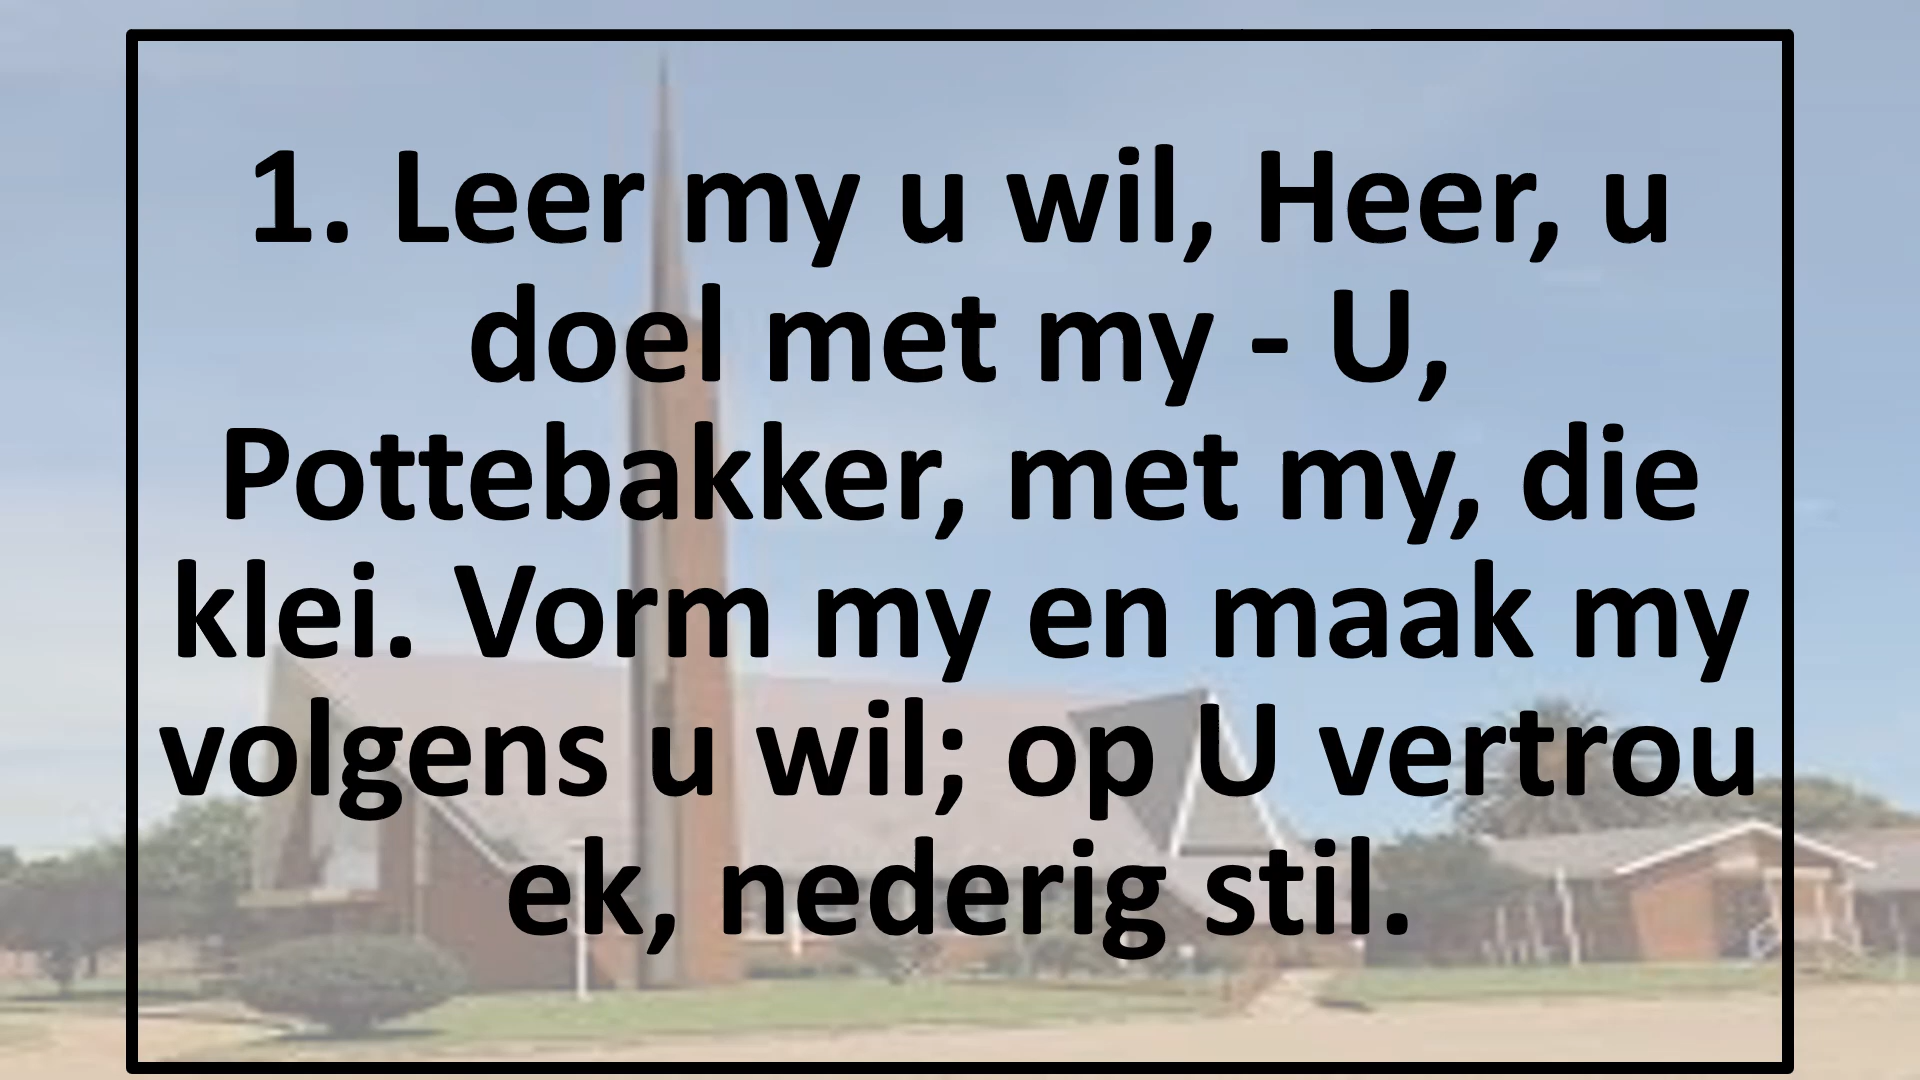 1. Leer my u wil, Heer, u
doel met my - U,
Pottebakker, met my, die
klei. Vorm my en maak my
volgens u wil; op U vertrou
ek, nederig stil.